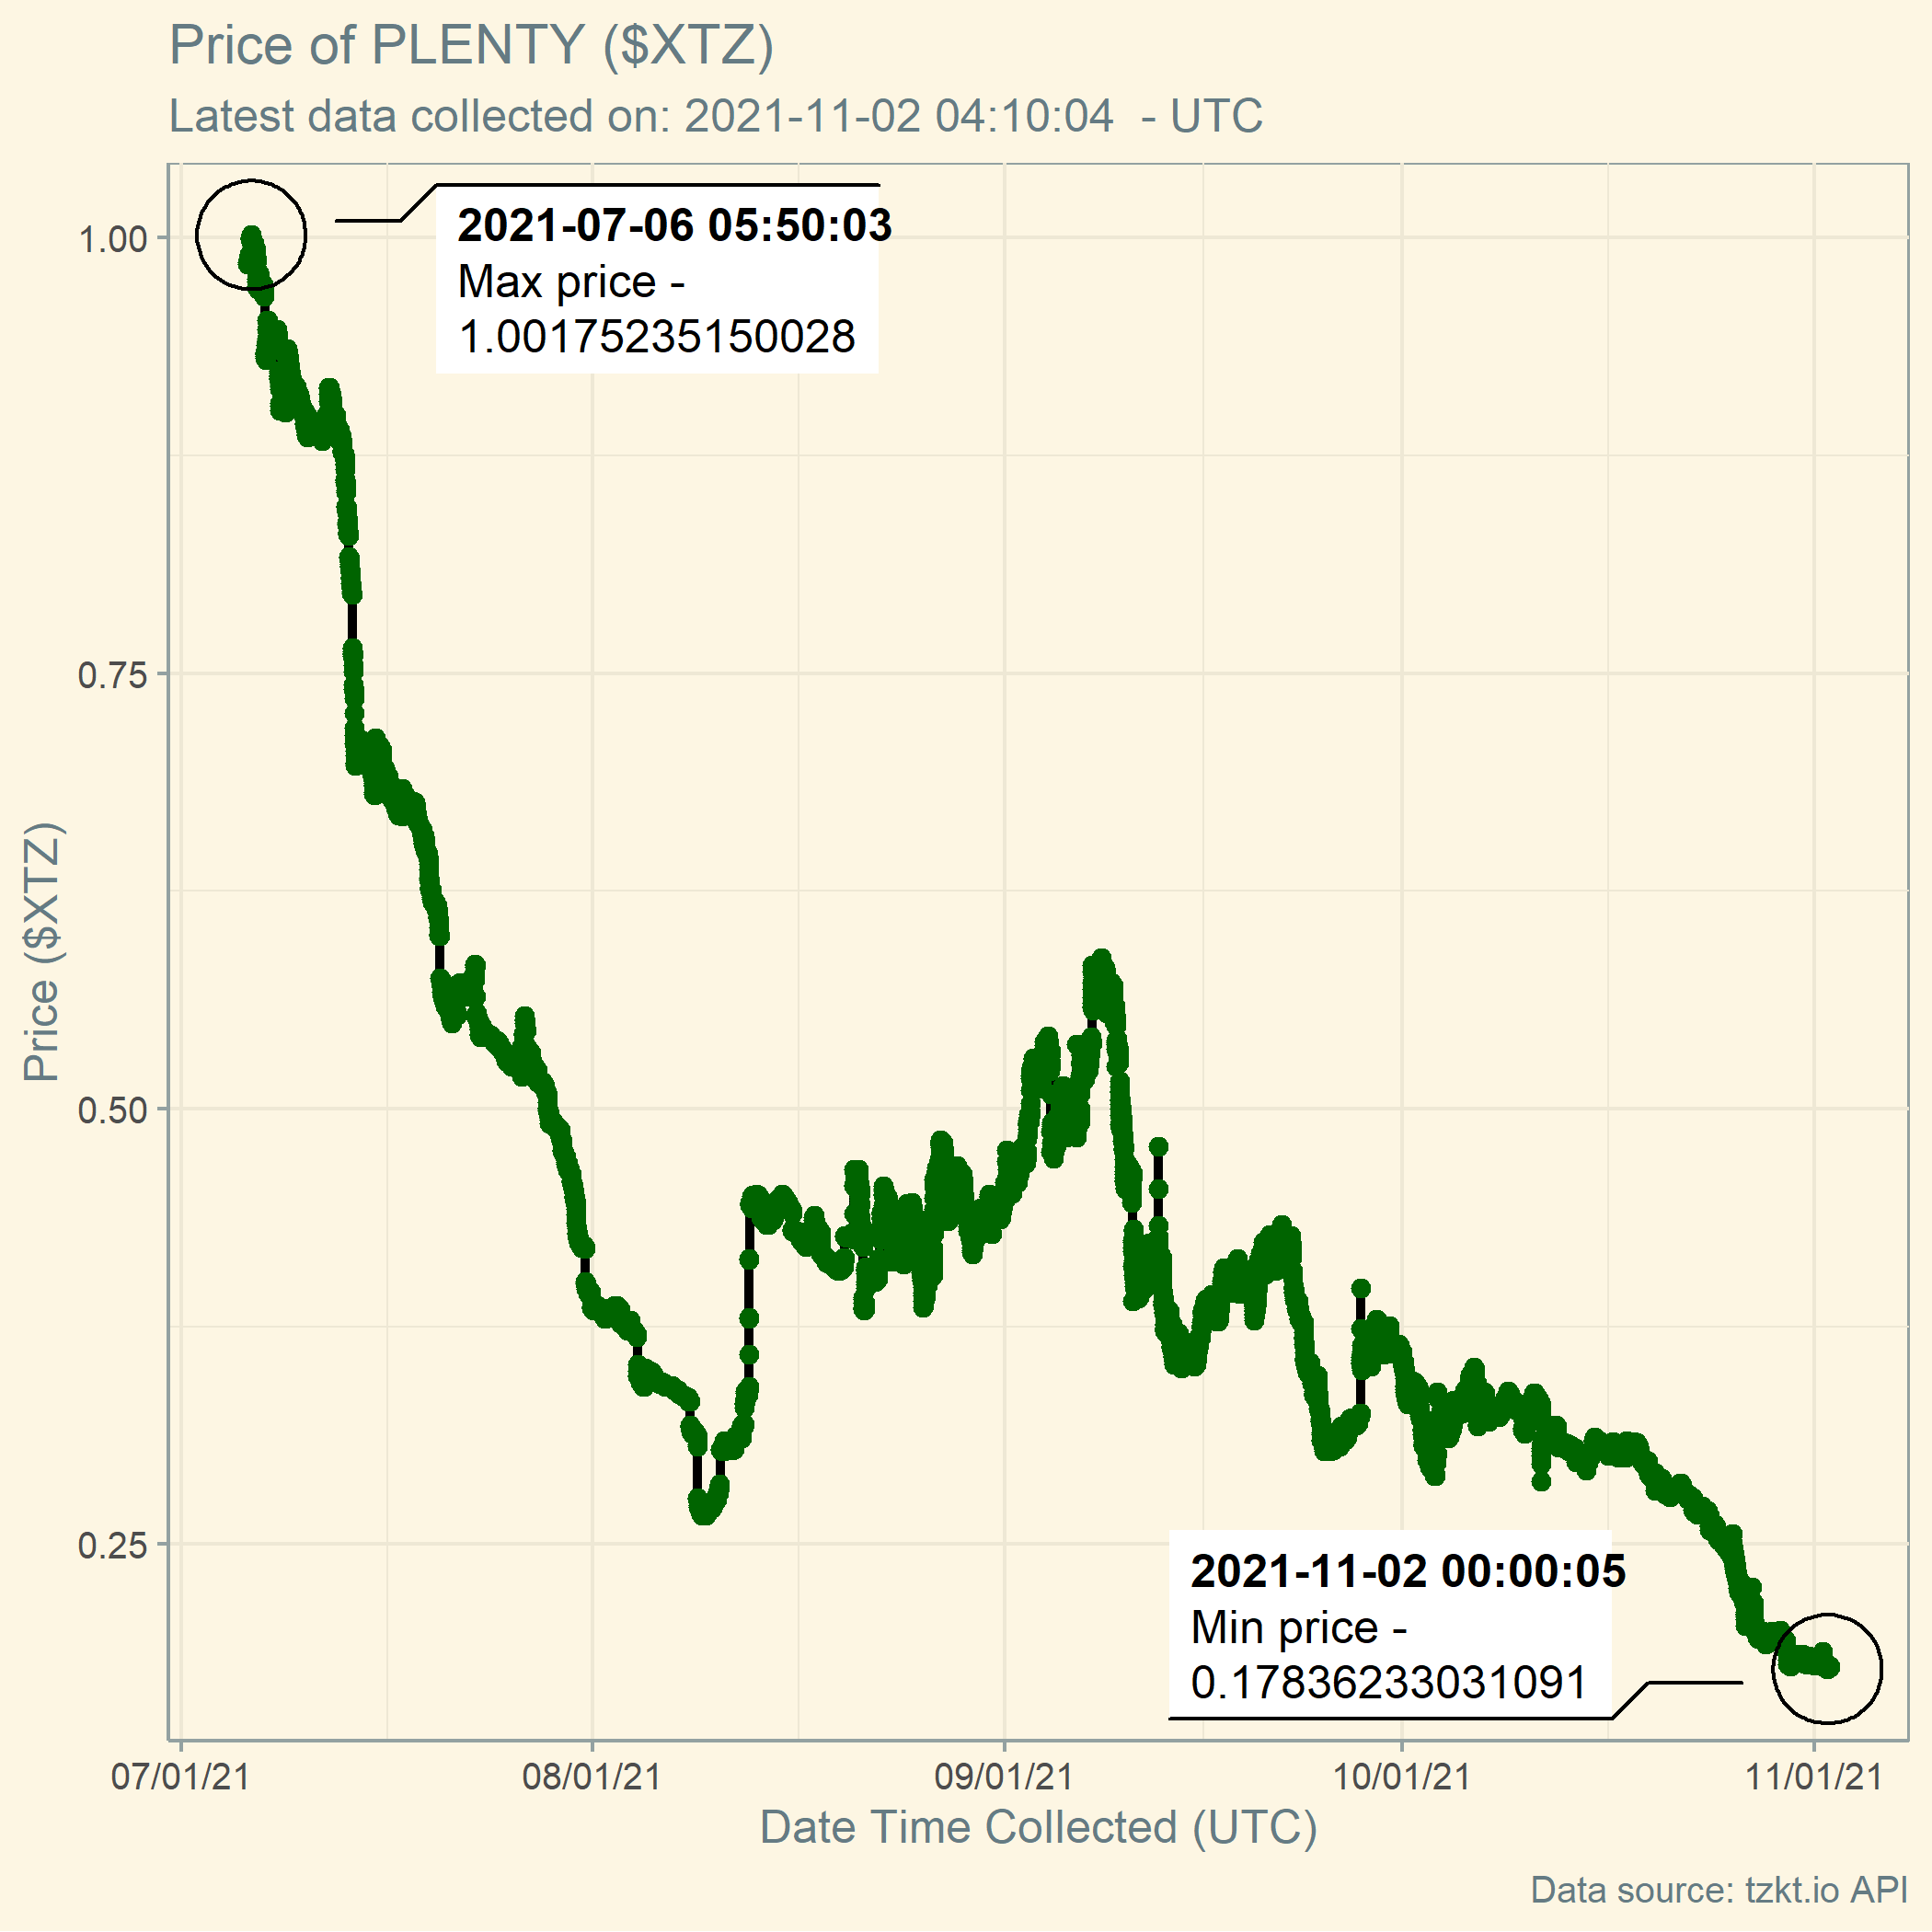 Price of PLENTY ($XTZ)
Latest data collected on: 2021-11-02 04:10:04  - UTC
2021-07-06 05:50:03
Max price -
1.00175235150028
1.00
0.75
0.50
0.25
Price ($XTZ)
2021-11-02 00:00:05
Min price -
0.17836233031091
07/01/21
08/01/21
09/01/21
10/01/21
11/01/21
Date Time Collected (UTC)
Data source: tzkt.io API